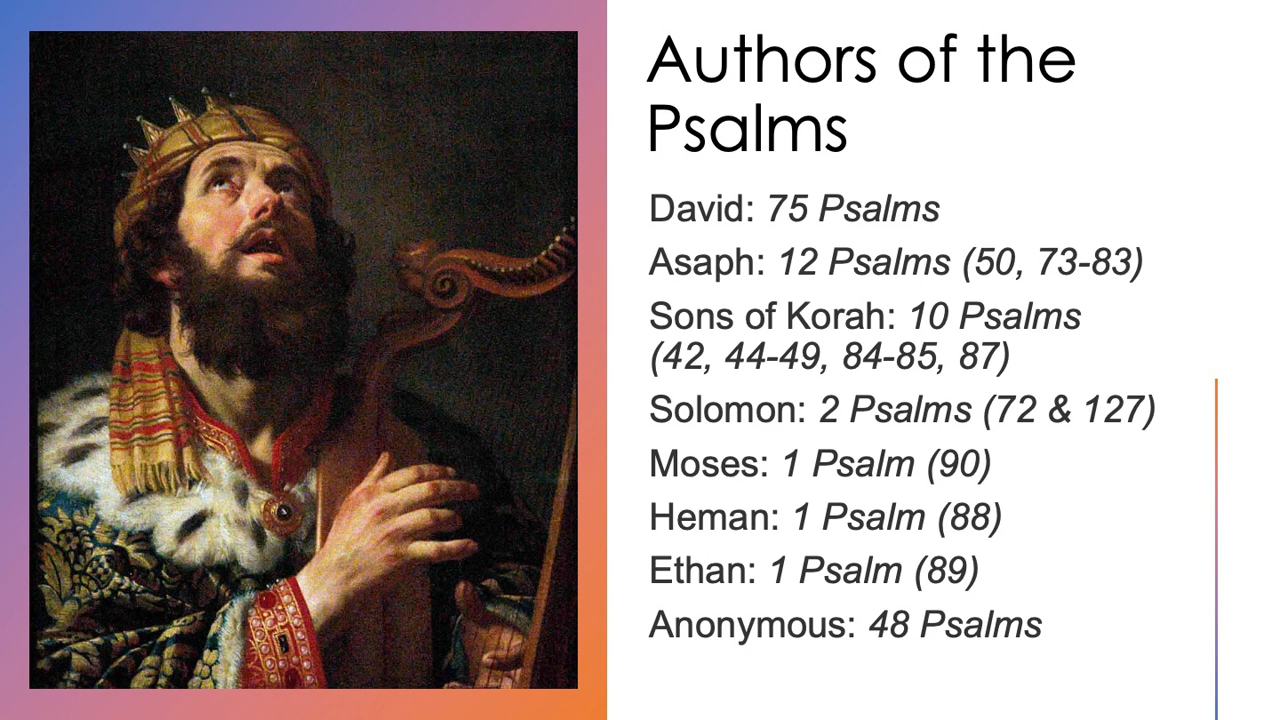 Authors of the
Psalms
David: 75 Psalms
Asaph: 12 Psalms (50, 73-83)
Sons of Korah: 10 Psalms
(42, 44-49, 84-85, 87)
Solomon: 2 Psalms (72 & 127)
Moses: 1 Psalm (90)
Heman: 1 Psalm (88)
Ethan: 1 Psalm (89)
Anonymous: 48 Psalms